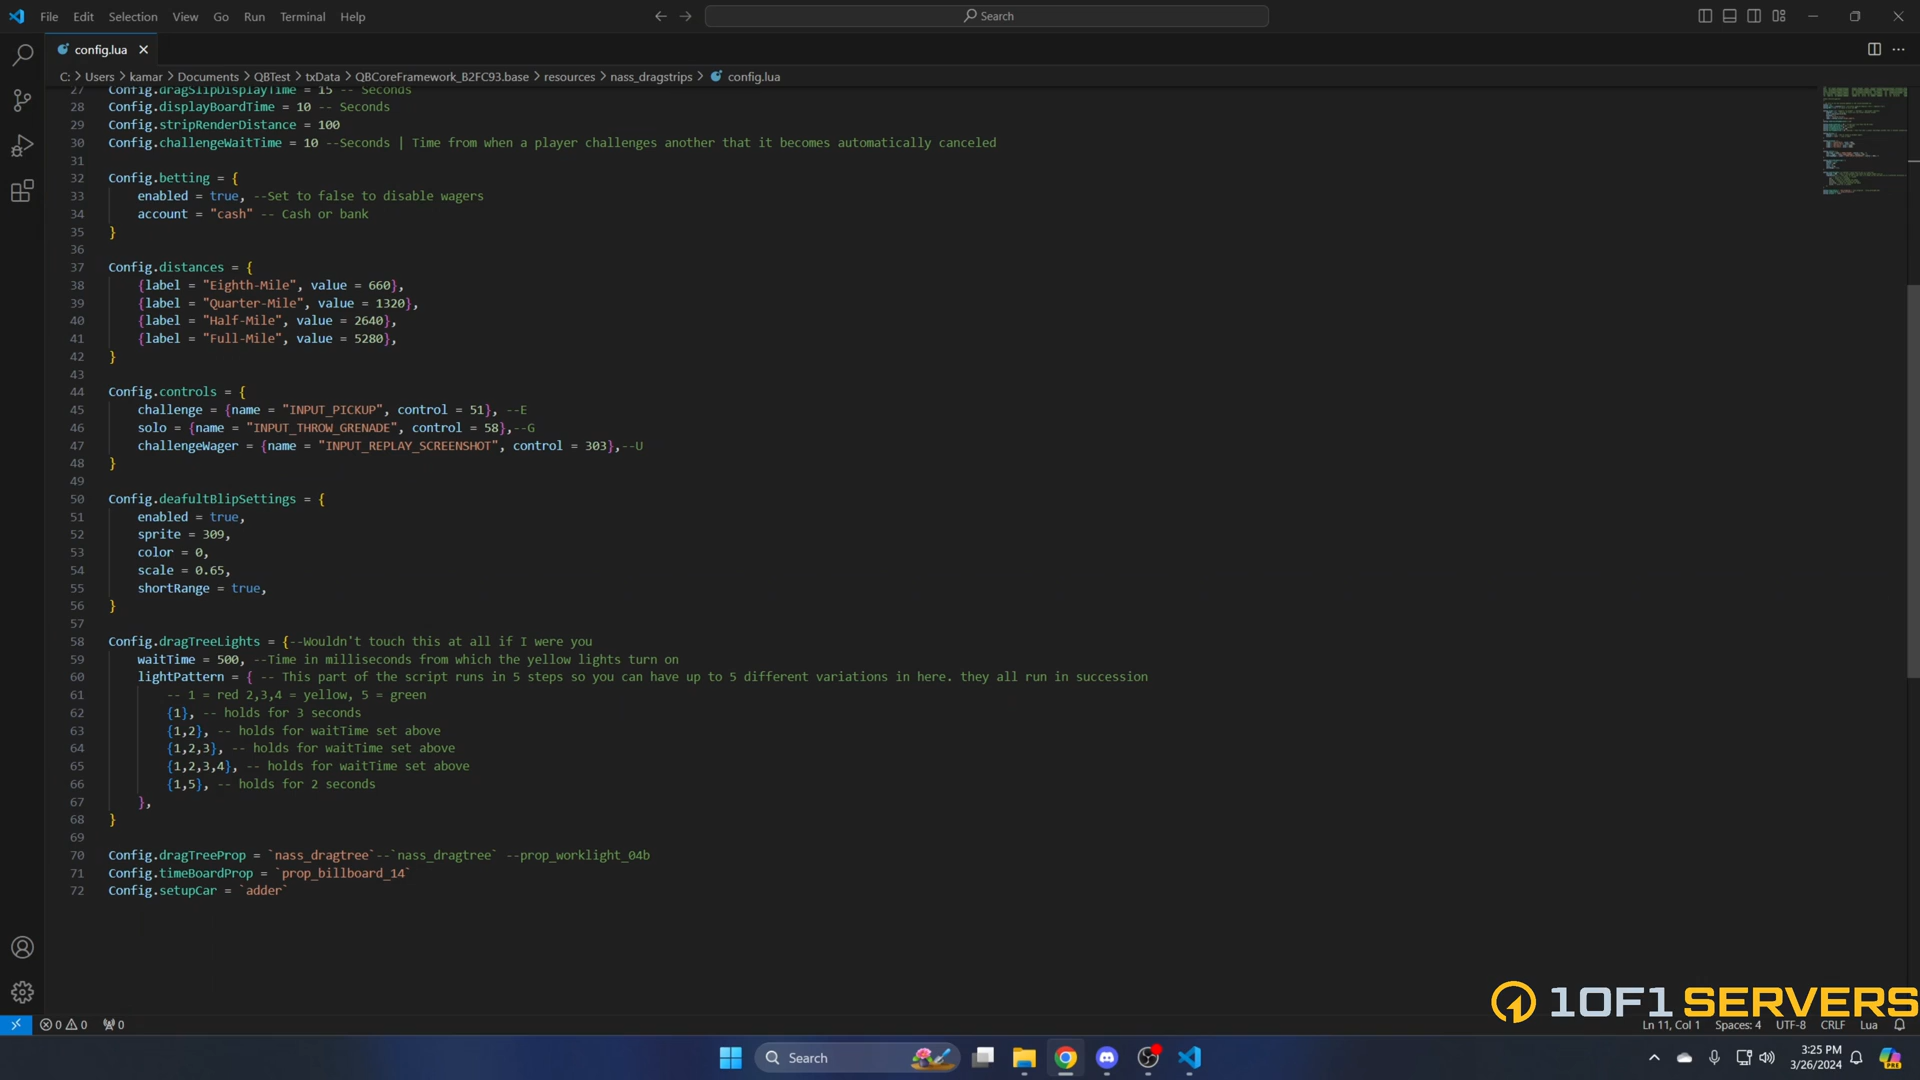 File Edit Selection View Go Run Terminal Help
Search
config.lua
C: > Users > kamar > Documents > QBTest > txData > QBCoreFramework_B2FC93.base > resources > nass_dragstrips > config.lua
NASS DRAGSTRIPS
27 Config.dragSlipDisplayTime = 15 -- Seconds
28 Config.displayBoardTime = 10 -- Seconds
29 Config.stripRenderDistance = 100
30 Config.challengeWaitTime = 10 --Seconds | Time from when a player challenges another that it becomes automatically canceled
31
32 Config.betting = {
33 enabled = true, --Set to false to disable wagers
34 account = "cash" -- Cash or bank
35 }
36
37 Config.distances = {
38 {label = "Eighth-Mile", value = 660},
39 {label = "Quarter-Mile", value = 1320},
40 {label = "Half-Mile", value = 2640},
41 {label = "Full-Mile", value = 5280},
42 }
43
44 Config.controls = {
45 challenge = {name = "INPUT_PICKUP", control = 51}, --E
46 solo = {name = "INPUT_THROW_GRENADE", control = 58},--G
47 challengeWager = {name = "INPUT_REPLAY_SCREENSHOT", control = 303},--U
48 }
49
50 Config.deafultBlipSettings = {
51 enabled = true,
52 sprite = 309,
53 color = 0,
54 scale = 0.65,
55 shortRange = true,
56 }
57
58 Config.dragTreeLights = {--Wouldn't touch this at all if I were you
59 waitTime = 500, --Time in milliseconds from which the yellow lights turn on
60 lightPattern = { -- This part of the script runs in 5 steps so you can have up to 5 different variations in here. they all run in succession
61 -- 1 = red 2,3,4 = yellow, 5 = green
62 {1}, -- holds for 3 seconds
63 {1,2}, -- holds for waitTime set above
64 {1,2,3}, -- holds for waitTime set above
65 {1,2,3,4}, -- holds for waitTime set above
66 {1,5}, -- holds for 2 seconds
67 },
68 }
69
70 Config.dragTreeProp = `nass_dragtree`--`nass_dragtree` --prop_worklight_04b
71 Config.timeBoardProp = `prop_billboard_14`
72 Config.setupCar = `adder`
1OF1 SERVERS
0 0 0
Ln 11, Col 1 Spaces: 4 UTF-8 CRLF Lua
Search
3:25 PM
3/26/2024
PRE